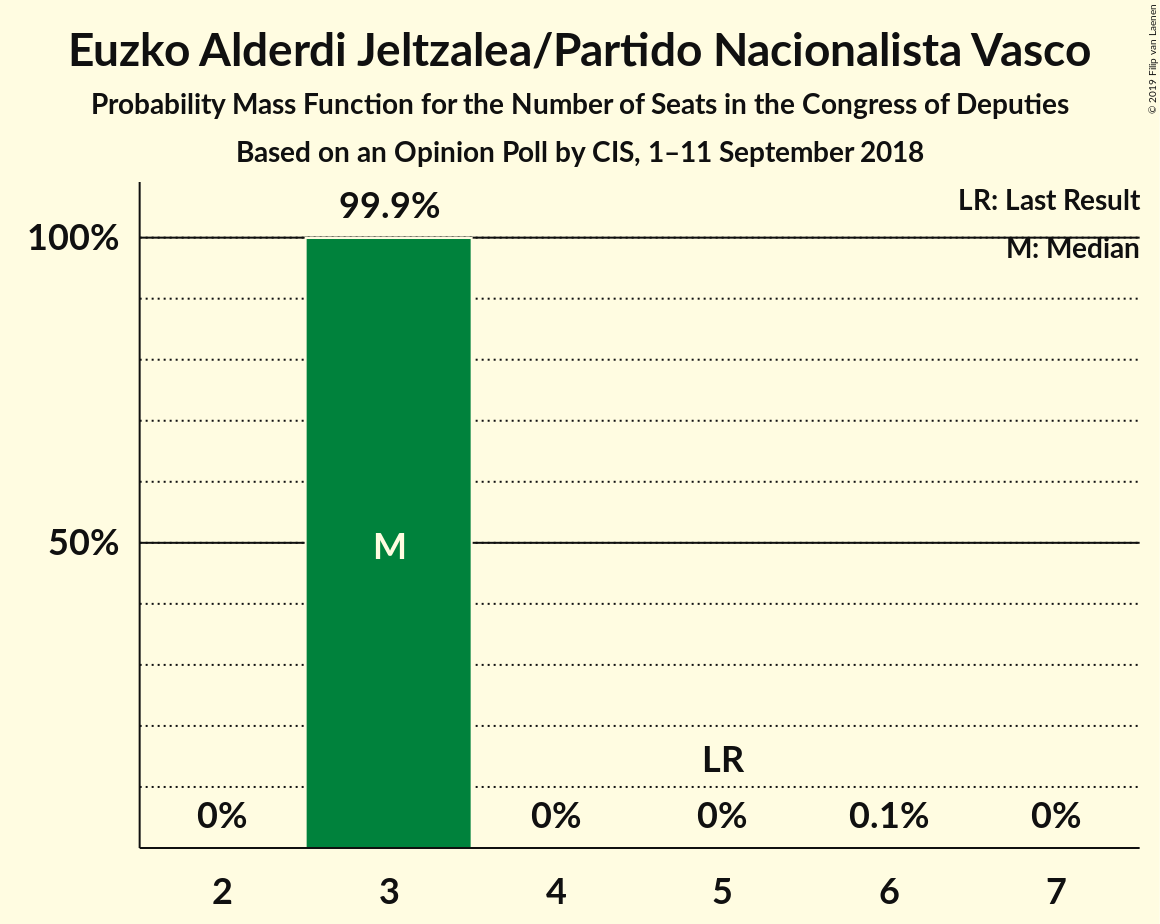 Euzko Alderdi Jeltzalea/Partido Nacionalista Vasco
Probability Mass Function for the Number of Seats in the Congress of Deputies
Based on an Opinion Poll by CIS, 1–11 September 2018
© 2019 Filip van Laenen
LR: Last Result
M: Median
99.9%
100%
50%
M
LR
0%
0%
0%
0.1%
0%
2
3
4
5
6
7